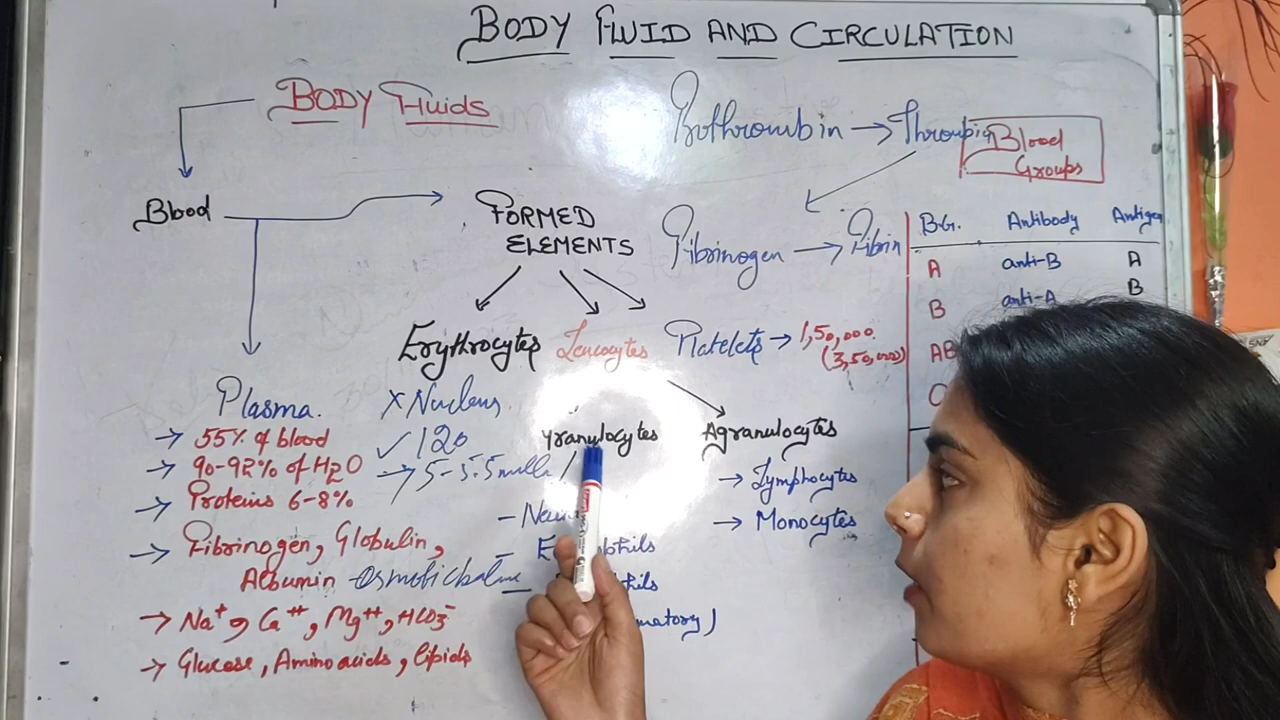 BODY FLUID AND CIRCULATION
BODY Fluids
Prothrombin → Thrombin
Blood Groups
Blood
FORMED ELEMENTS
Fibrinogen → Fibrin
B.G. Antibody Antigen
A anti-B A
B anti-A B
AB
Erythrocytes Leucocytes Platelets → 1,50,000
(3,50,000)
Plasma.
→ 55% of blood
→ 90-92% of H2O
→ Proteins 6-8%
→ Fibrinogen, Globulin,
Albumin - Osmotic
→ Na+, Ca++, Mg++, HCO3-
→ Glucose, Amino acids, lipids
X Nucleus
✓ 120
→ 5-5.5
Granulocytes Agranulocytes
→ Lymphocytes
→ Monocytes